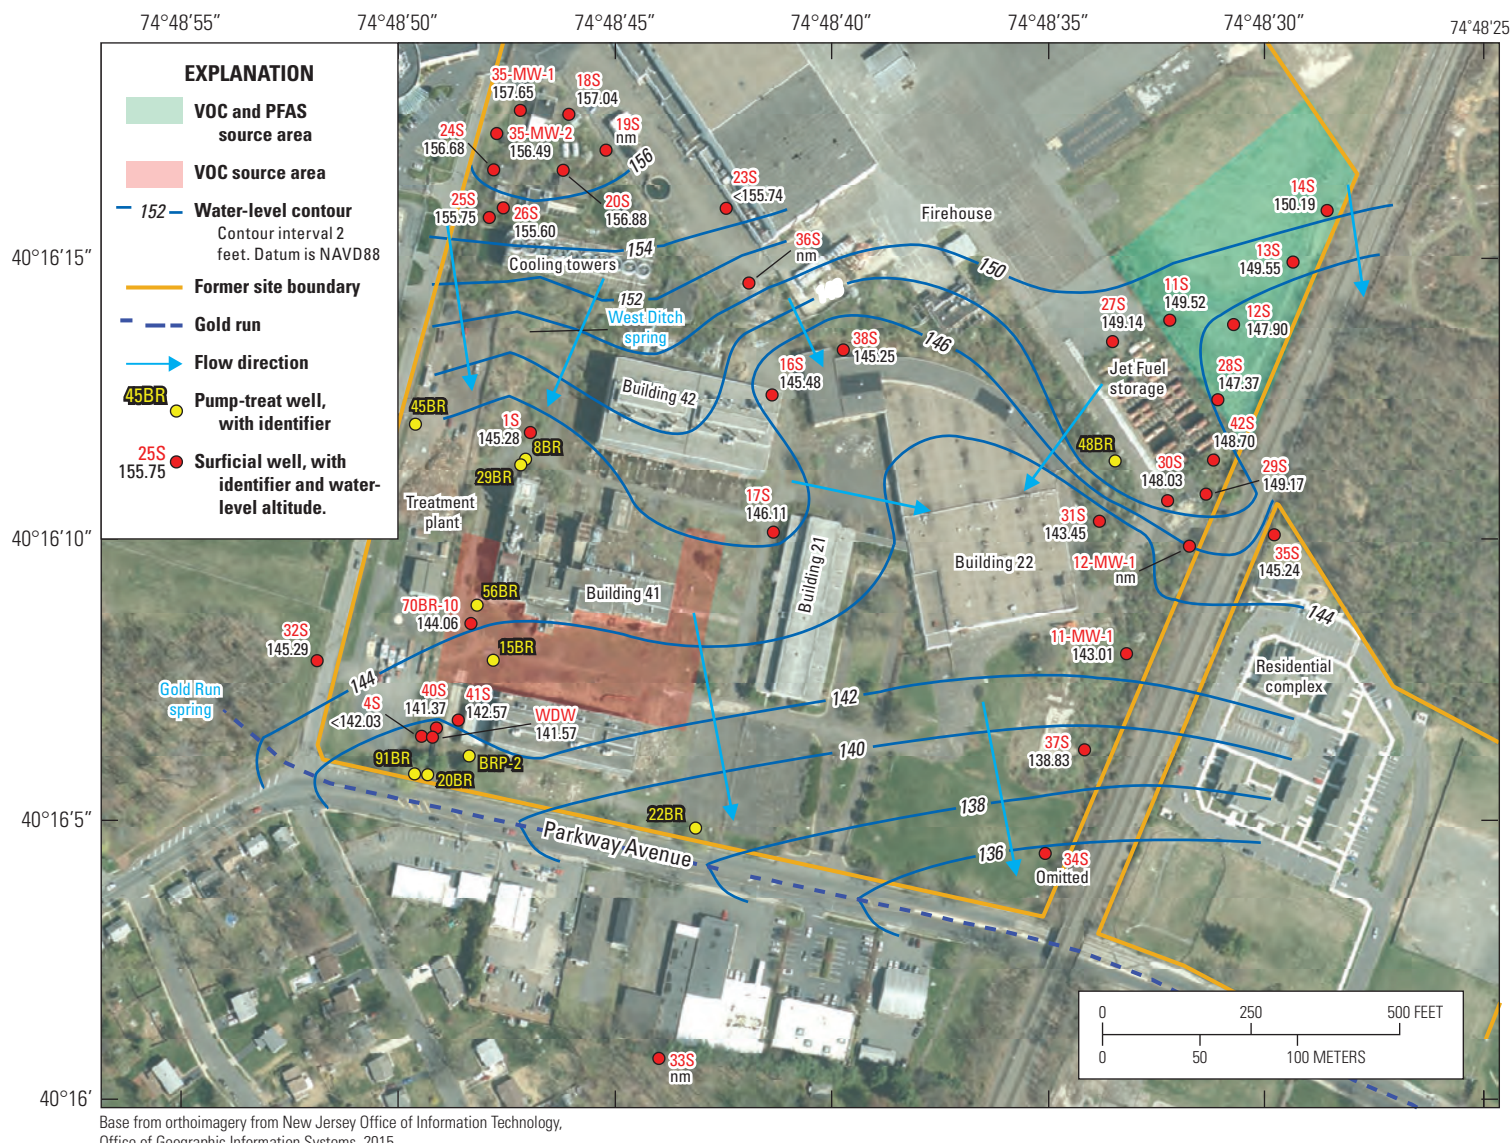 74°48'55"
74°48'50"
74°48'45"
74°48'40"
74°48'35"
74°48'30"
74°48'25
40°16'15"
40°16'10"
40°16'5"
40°16'
EXPLANATION
VOC and PFAS
source area
VOC source area
152
Water-level contour
Contour interval 2
feet. Datum is NAVD88
Former site boundary
Gold run
Flow direction
45BR
Pump-treat well,
with identifier
25S
155.75
Surficial well, with
identifier and water-
level altitude.
35-MW-1
157.65
18S
157.04
24S
156.68
35-MW-2
156.49
19S
nm
156
20S
156.88
25S
155.75
26S
155.60
23S
<155.74
154
Cooling towers
36S
nm
Firehouse
150
14S
150.19
13S
149.55
11S
149.52
12S
147.90
27S
149.14
152
West Ditch
spring
38S
145.25
146
16S
145.48
Jet Fuel
storage
28S
147.37
Building 42
45BR
1S
145.28
8BR
29BR
42S
148.70
48BR
30S
148.03
29S
149.17
17S
146.11
Treatment
plant
31S
143.45
Building 21
Building 22
12-MW-1
nm
35S
145.24
56BR
Building 41
70BR-10
144.06
144
32S
145.29
15BR
11-MW-1
143.01
Residential
complex
Gold Run
spring
144
40S
141.37
41S
142.57
4S
<142.03
WDW
141.57
142
91BR
20BR
BRP-2
140
37S
138.83
22BR
138
Parkway Avenue
136
34S
Omitted
33S
nm
0 250 500 FEET
0 50 100 METERS
Base from orthoimagery from New Jersey Office of Information Technology,
Office of Geographic Information Systems, 2015